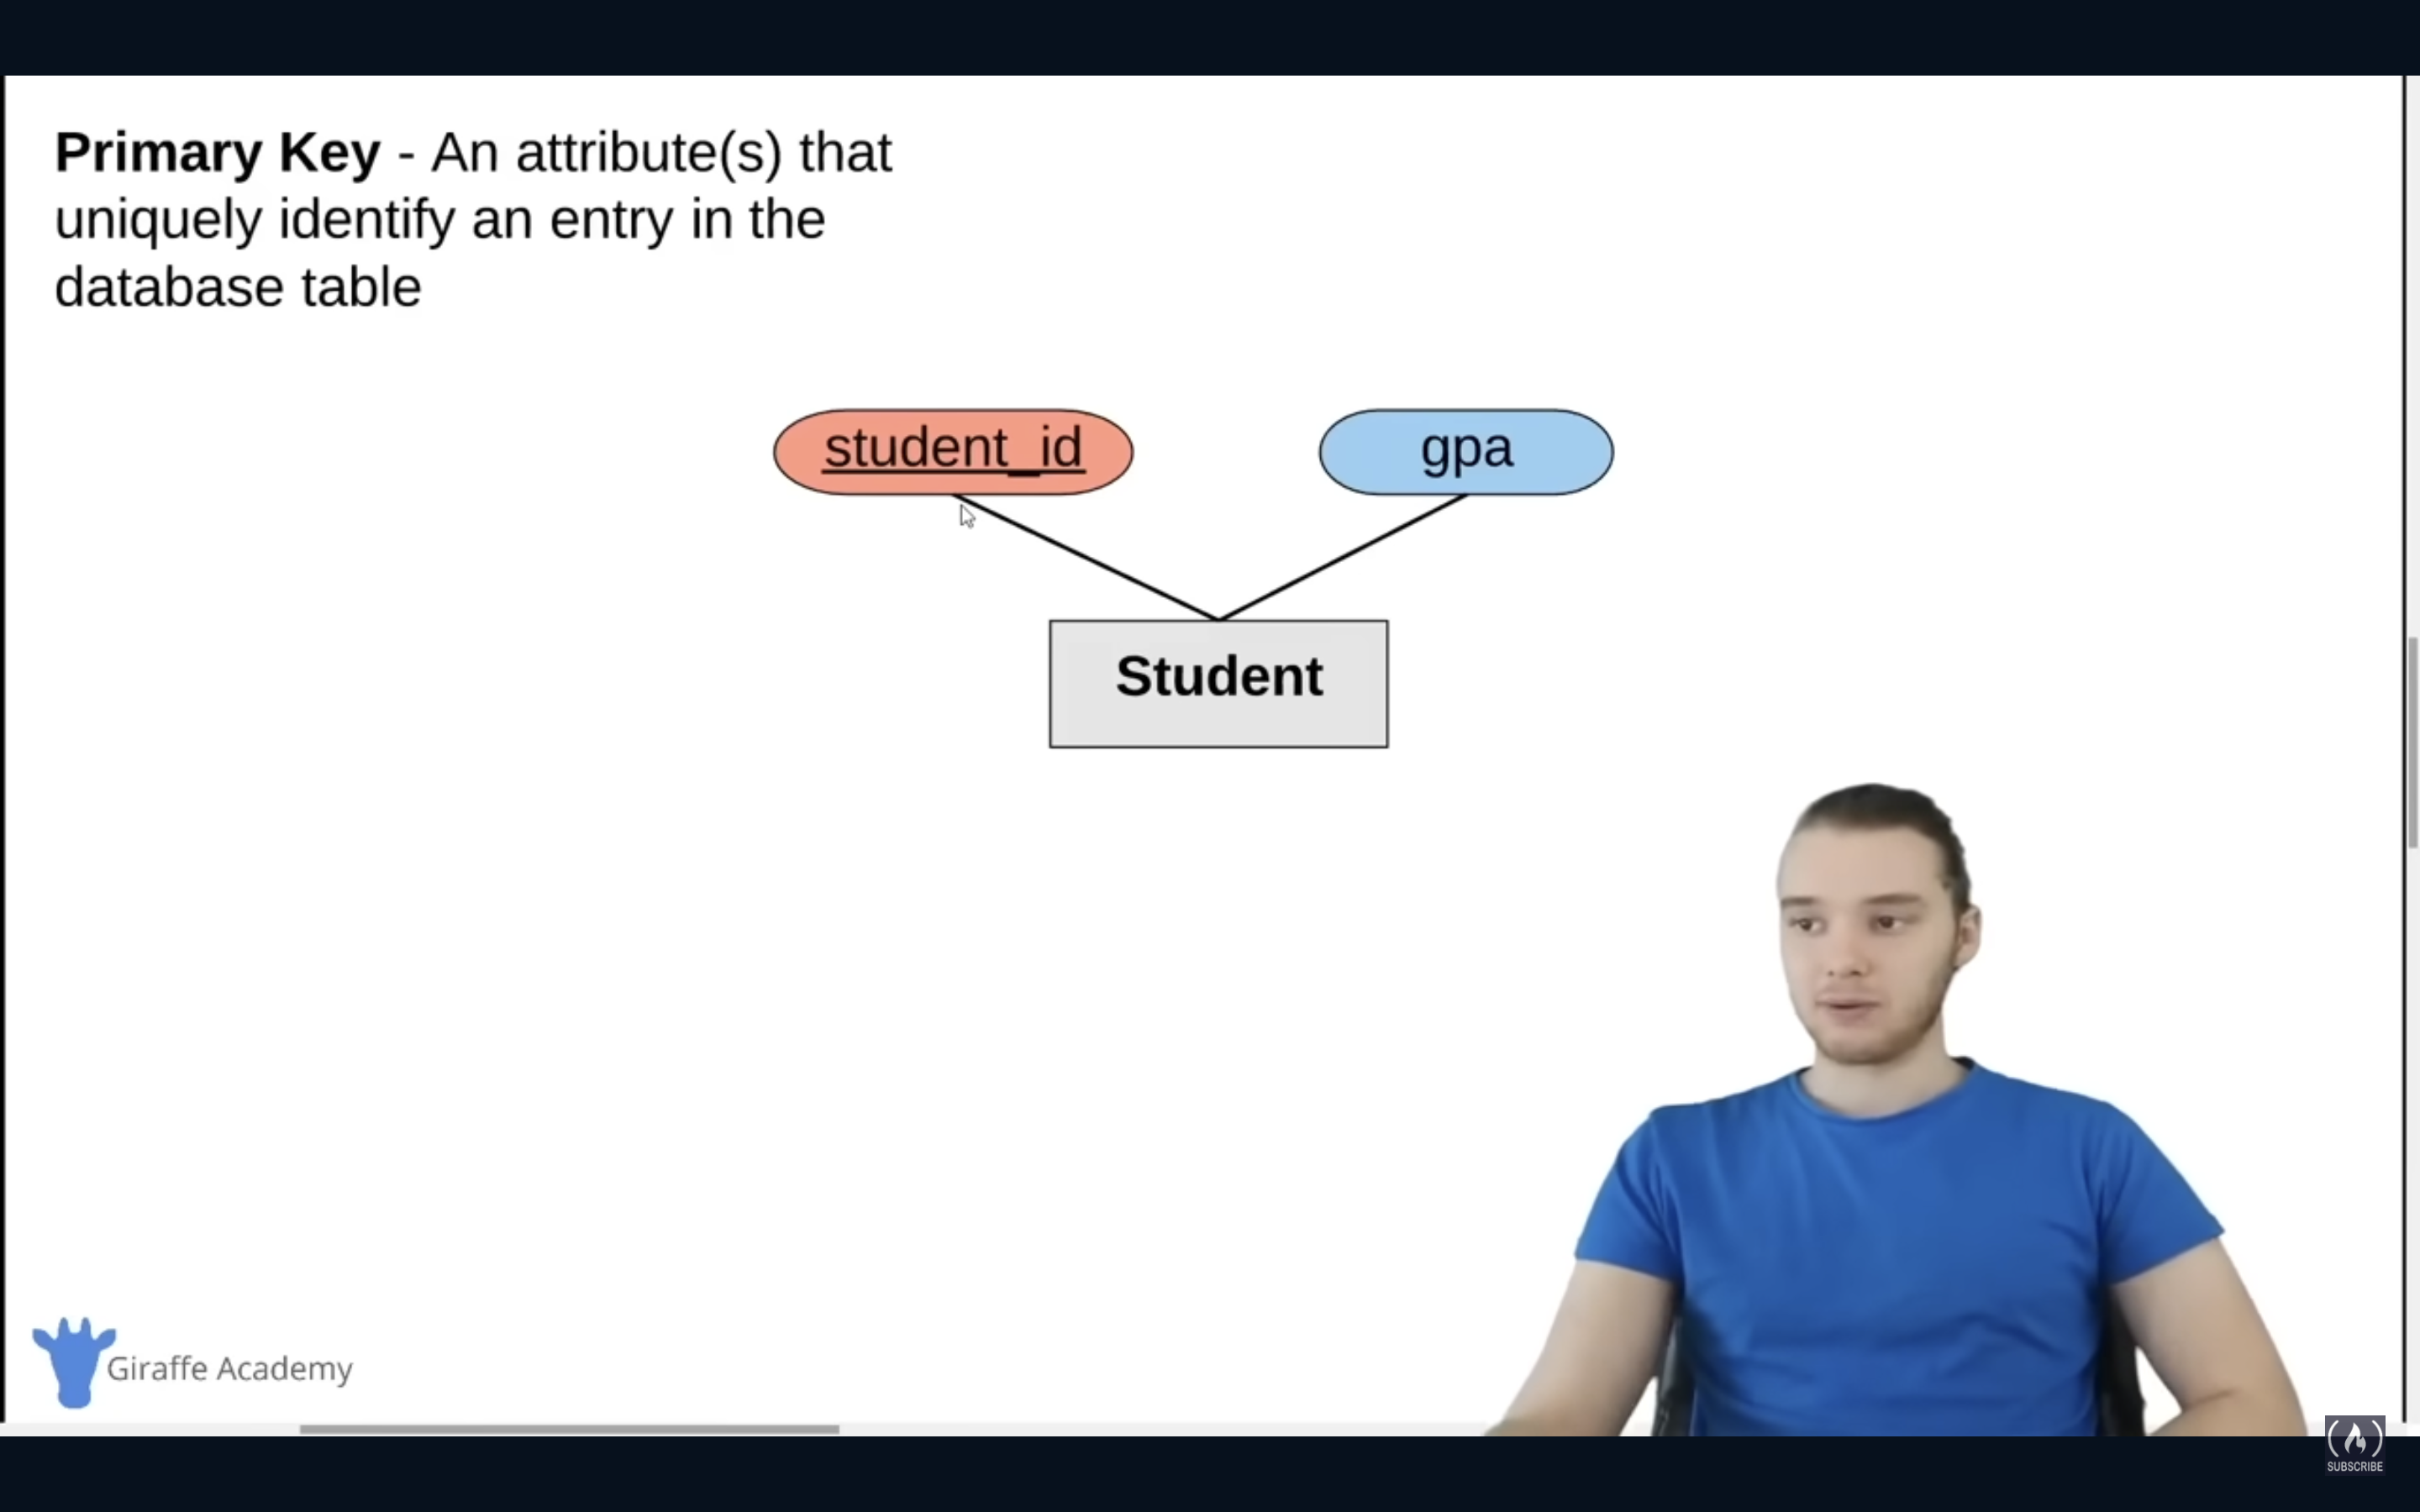 Primary Key - An attribute(s) that
uniquely identify an entry in the
database table
student_id
gpa
Student
Giraffe Academy
SUBSCRIBE